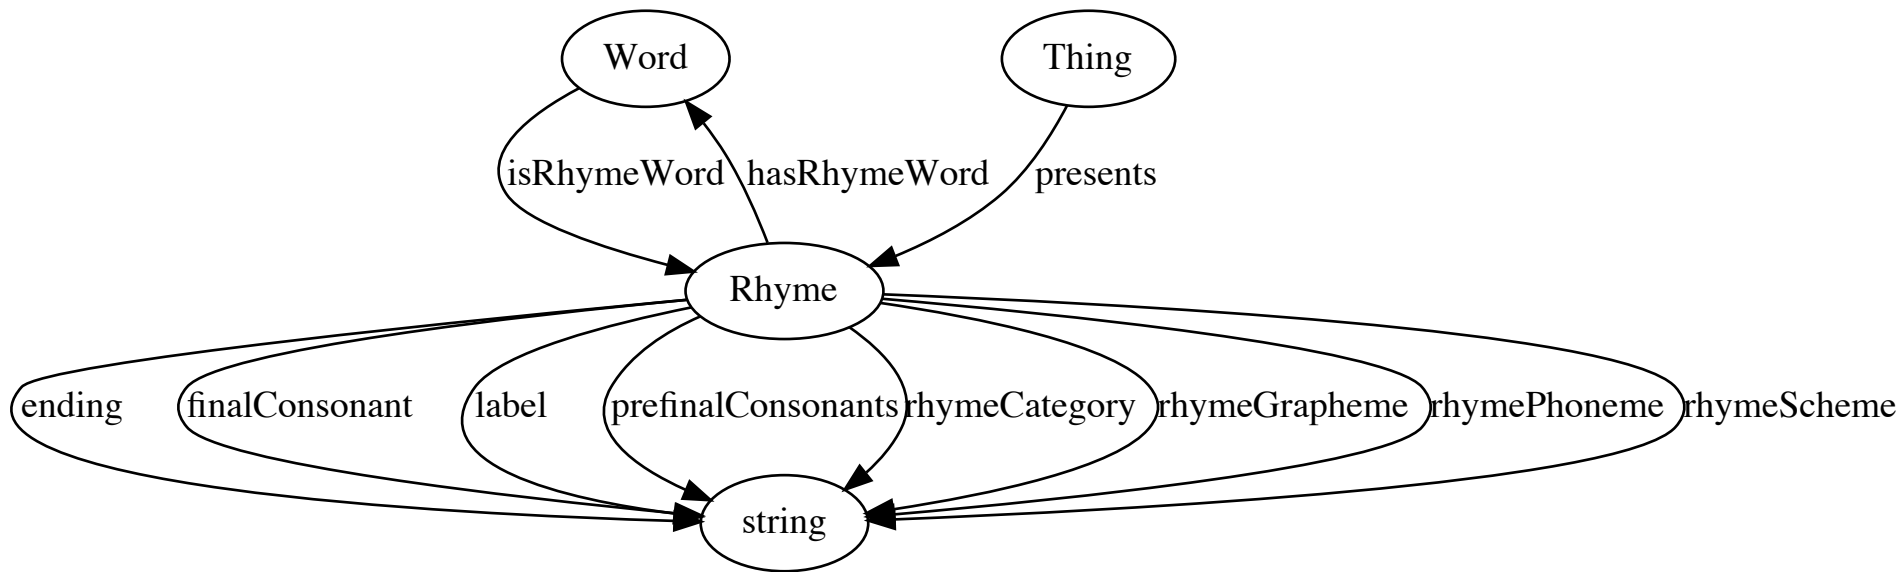 Word
Thing
isRhymeWord
hasRhymeWord
presents
Rhyme
ending
finalConsonant
label
prefinalConsonants
rhymeCategory
rhymeGrapheme
rhymePhoneme
rhymeScheme
string